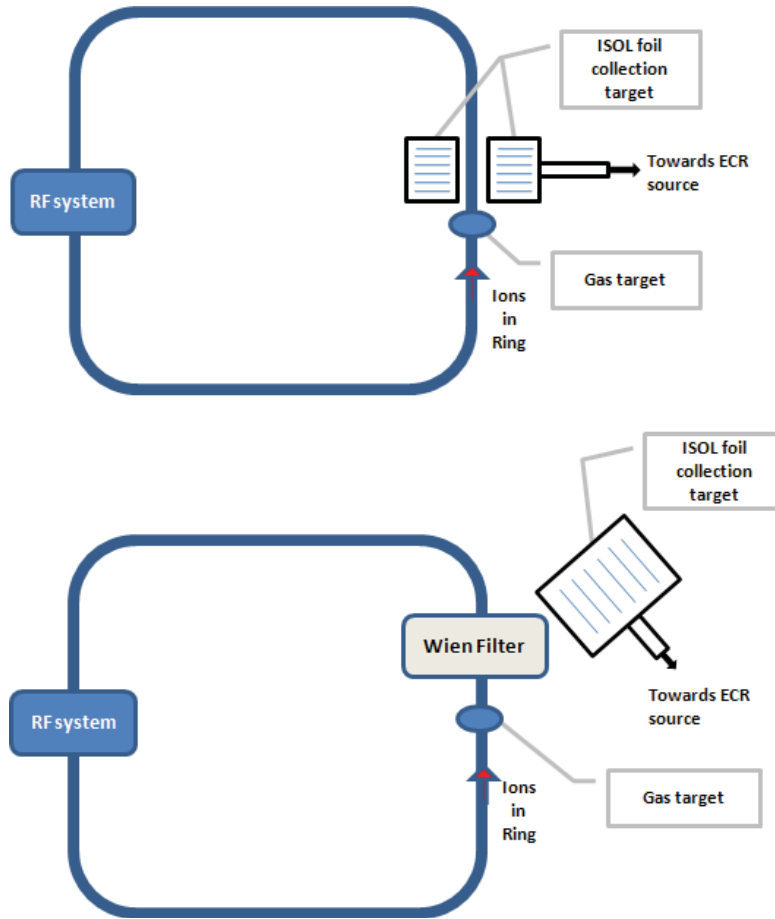 ISOL foil
collection
target
Towards ECR
source
RF system
Gas target
Ions
in
Ring
ISOL foil
collection
target
Wien Filter
Towards ECR
source
RF system
Ions
in
Ring
Gas target